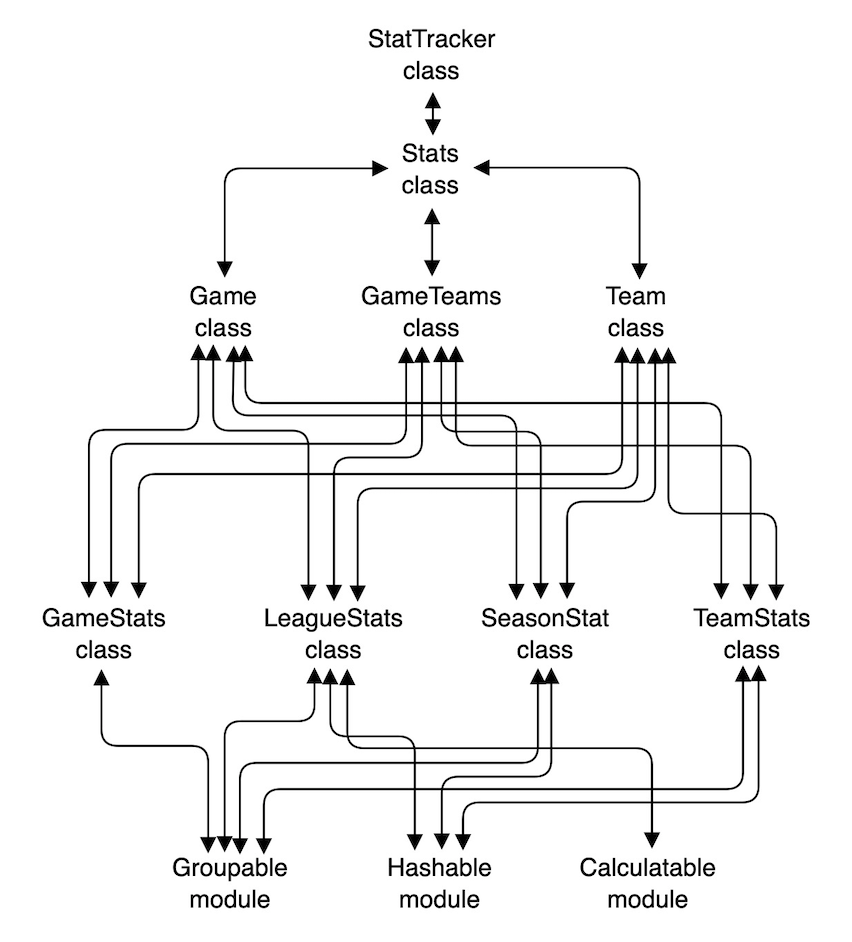 StatTracker
class
Stats
class
Game
class
GameTeams
class
Team
class
GameStats
class
LeagueStats
class
SeasonStat
class
TeamStats
class
Groupable
module
Hashable
module
Calculatable
module